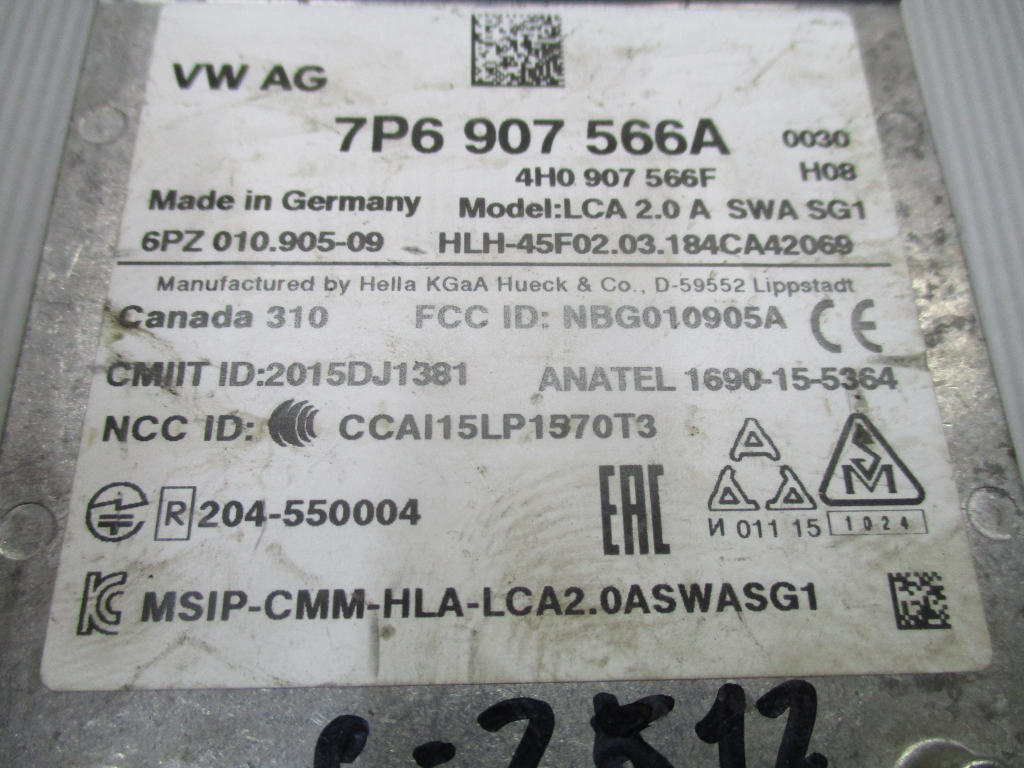 VW AG
7P6 907 566A 0030
4H0 907 566F H08
Made in Germany Model:LCA 2.0 A SWA SG1
6PZ 010.905-09 HLH-45F02.03.184CA42069
Manufactured by Hella KGaA Hueck & Co., D-59552 Lippstadt
Canada 310 FCC ID: NBG010905A CE
CMIIT ID:2015DJ1381 ANATEL 1690-15-5364
NCC ID: CCAI15LP1570T3
A
A A
S
M
R 204-550004 EAC
И 011 15 1024
KC MSIP-CMM-HLA-LCA2.0ASWASG1